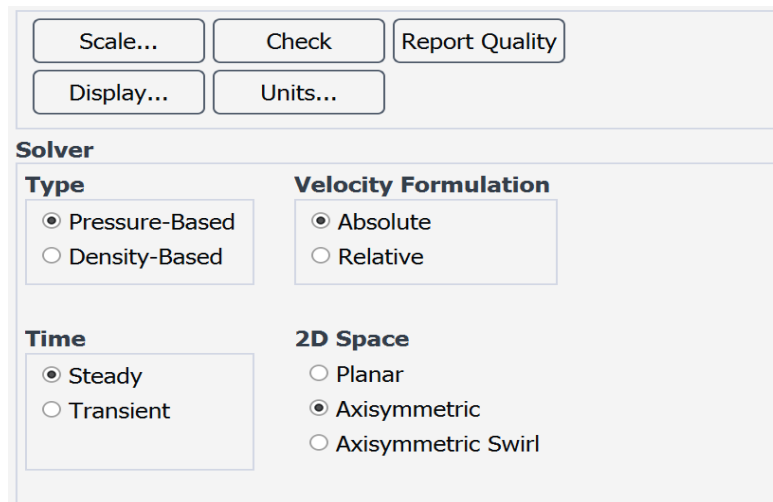 Scale... Check Report Quality
Display... Units...
Solver
Type Velocity Formulation
Pressure-Based Absolute
Density-Based Relative
Time 2D Space
Steady Planar
Transient Axisymmetric
Axisymmetric Swirl